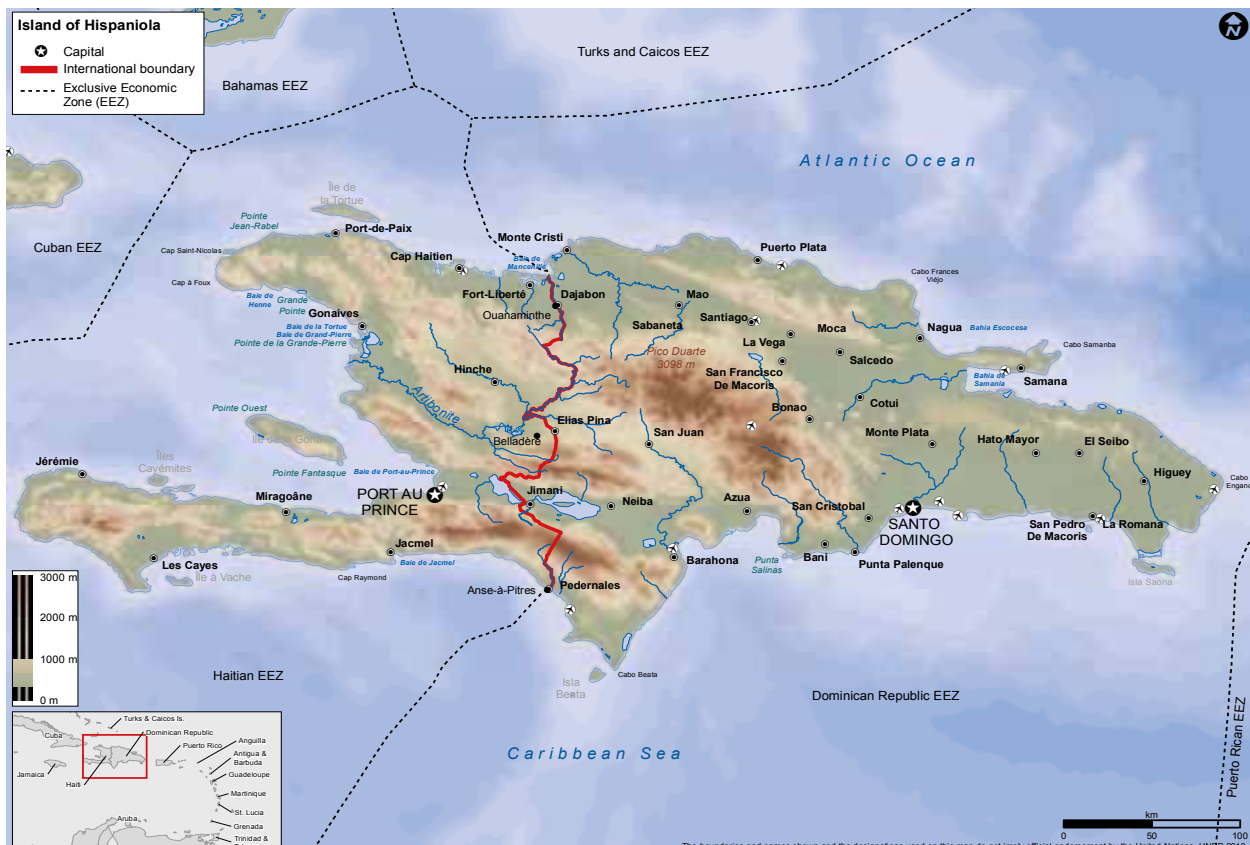 Island of Hispaniola
Capital
International boundary
Exclusive Economic
Zone (EEZ)
N
Turks and Caicos EEZ
Bahamas EEZ
Atlantic Ocean
Cuban EEZ
Île de
la Tortue
Pointe
Jean-Rabel
Port-de-Paix
Cap Saint-Nicolas
Cap à Foux
Cap Haitien
Monte Cristi
Baie de
Mancenille
Puerto Plata
Cabo Frances
Viejo
Baie de
Henne
Grande
Pointe
Gonaives
Baie de la Tortue
Baie de Grand-Pierre
Pointe de la Grande-Pierre
Fort-Liberté
Dajabon
Ouanaminthe
Mao
Sabaneta
Santiago
Moca
Nagua
Bahia Escocesa
La Vega
Salcedo
Cabo Samanba
Pico Duarte
3098 m
San Francisco
De Macoris
Bahia de
Samania
Samana
Hinche
Artibonite
Cotui
Bonao
Pointe Ouest
Elias Pina
Belladère
San Juan
Monte Plata
Hato Mayor
El Seibo
Higuey
Île de la Gonave
Pointe Fantasque
Baie de Port-au-Prince
Jérémie
Îles
Cayémites
Miragoâne
PORT AU
PRINCE
Jimani
Neiba
Azua
San Cristobal
SANTO
DOMINGO
San Pedro
De Macoris
La Romana
Cabo
Engano
Les Cayes
Ile à Vache
Jacmel
Cap Raymond
Baie de Jacmel
Barahona
Punta
Salinas
Bani
Punta Palenque
Isla Saona
Anse-à-Pitres
Pedernales
3000 m
2000 m
1000 m
0 m
Haitian EEZ
Isla
Beata
Cabo Beata
Dominican Republic EEZ
Puerto Rican EEZ
Caribbean Sea
Turks & Caicos Is.
Cuba
Dominican Republic
Puerto Rico
Anguilla
Antigua &
Barbuda
Jamaica
Haiti
Guadeloupe
Martinique
St. Lucia
Aruba
Grenada
Trinidad &
km
0 50 100